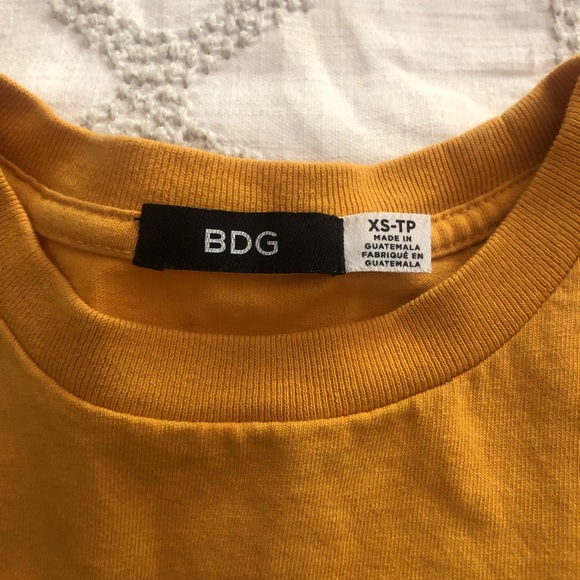 BDG
XS-TP
MADE IN
GUATEMALA
FABRIQUÉ EN
GUATEMALA